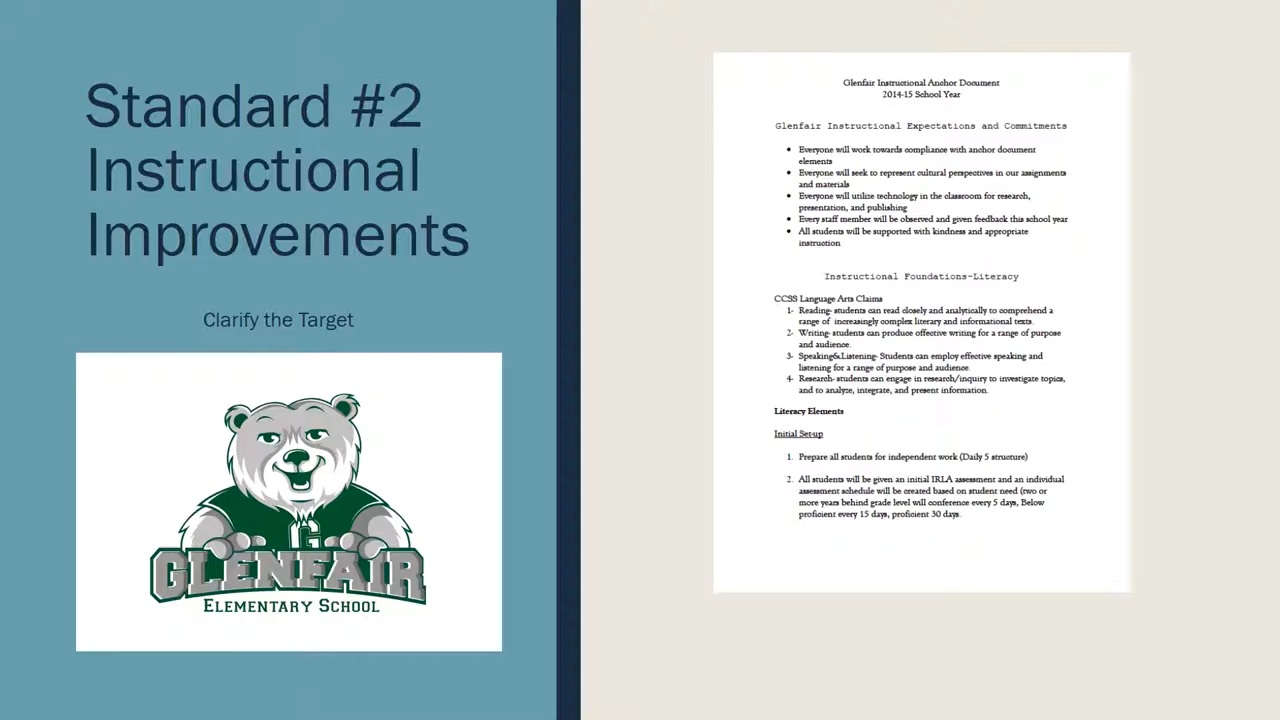 Standard #2
Instructional
Improvements
Clarify the Target
G
GLENFAIR
ELEMENTARY SCHOOL
Glenfair Instructional Anchor Document
2014-15 School Year
Glenfair Instructional Expectations and Commitments
• Everyone will work towards compliance with anchor document
elements
• Everyone will seek to represent cultural perspectives in our assignments
and materials
• Everyone will utilize technology in the classroom for research,
presentation, and publishing
• Every staff member will be observed and given feedback this school year
• All students will be supported with kindness and appropriate
instruction
Instructional Foundations-Literacy
CCSS Language Arts Claims
1- Reading- students can read closely and analytically to comprehend a
range of increasingly complex literary and informational texts.
2- Writing- students can produce effective writing for a range of purpose
and audience.
3- Speaking&Listening- Students can employ effective speaking and
listening for a range of purpose and audience.
4- Research- students can engage in research/inquiry to investigate topics,
and to analyze, integrate, and present information.
Literacy Elements
Initial Set-up
1. Prepare all students for independent work (Daily 5 structure)
2. All students will be given an initial IRLA assessment and an individual
assessment schedule will be created based on student need (two or
more years behind grade level will conference every 5 days, Below
proficient every 15 days, proficient 30 days.